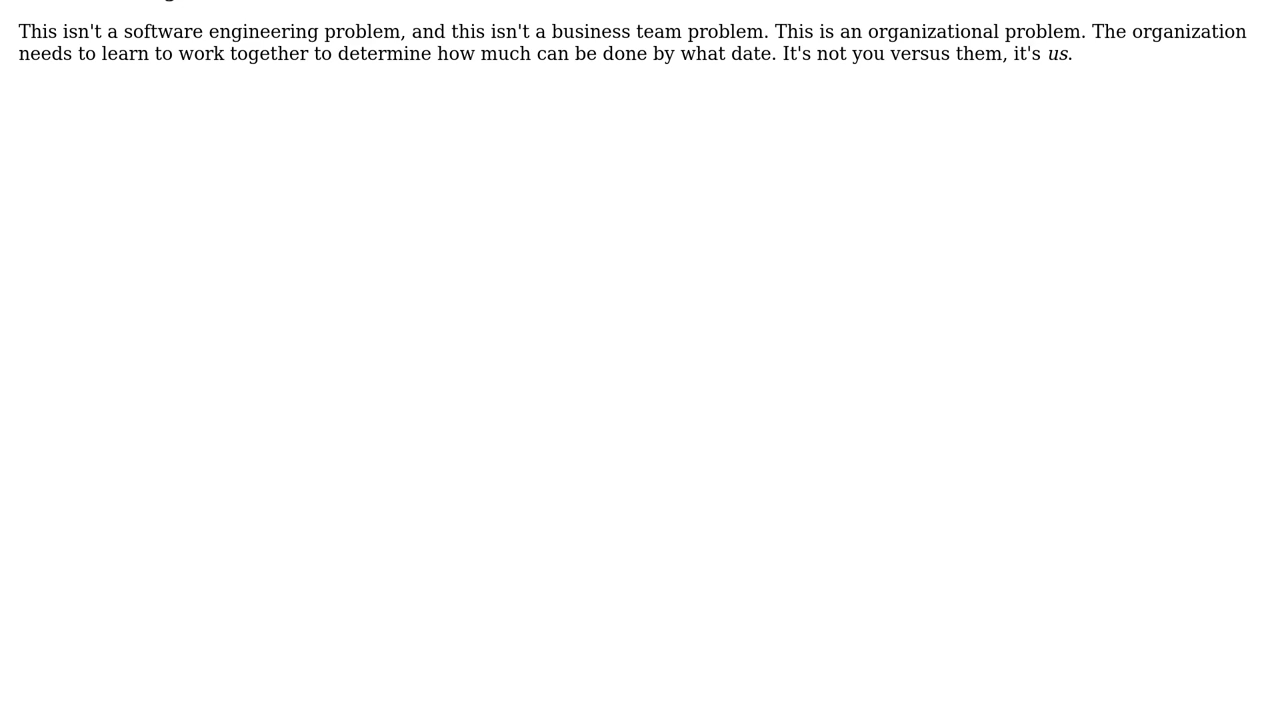 This isn't a software engineering problem, and this isn't a business team problem. This is an organizational problem. The organization
needs to learn to work together to determine how much can be done by what date. It's not you versus them, it's us.